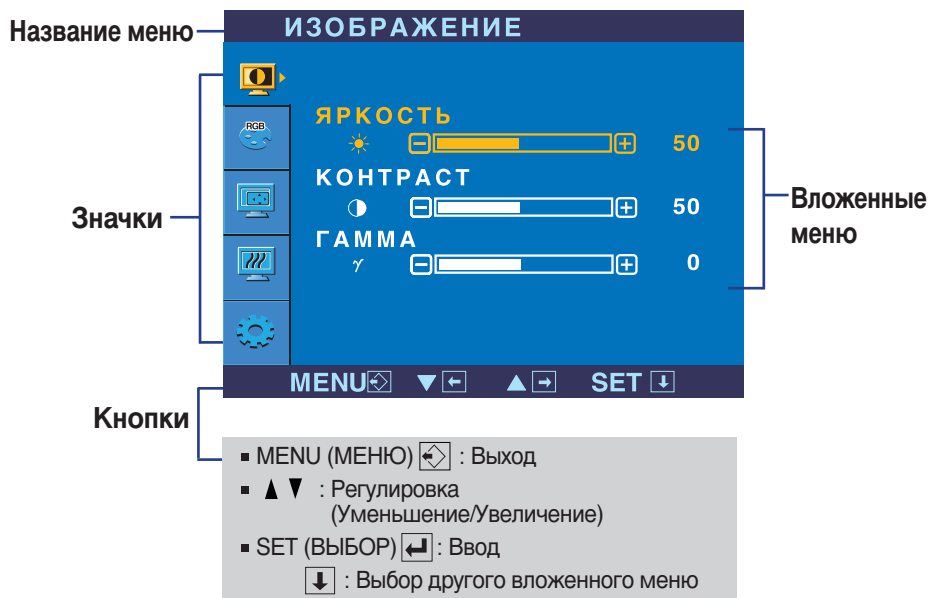 Название меню
ИЗОБРАЖЕНИЕ
RGB
ЯРКОСТЬ
50
КОНТРАСТ
50
ГАММА
γ
0
Значки
Вложенные
меню
MENU ▼ ← ▲ → SET ↓
Кнопки
▪ MENU (МЕНЮ) : Выход
▪ ▲ ▼ : Регулировка
(Уменьшение/Увеличение)
▪ SET (ВЫБОР) ↵ : Ввод
↓ : Выбор другого вложенного меню